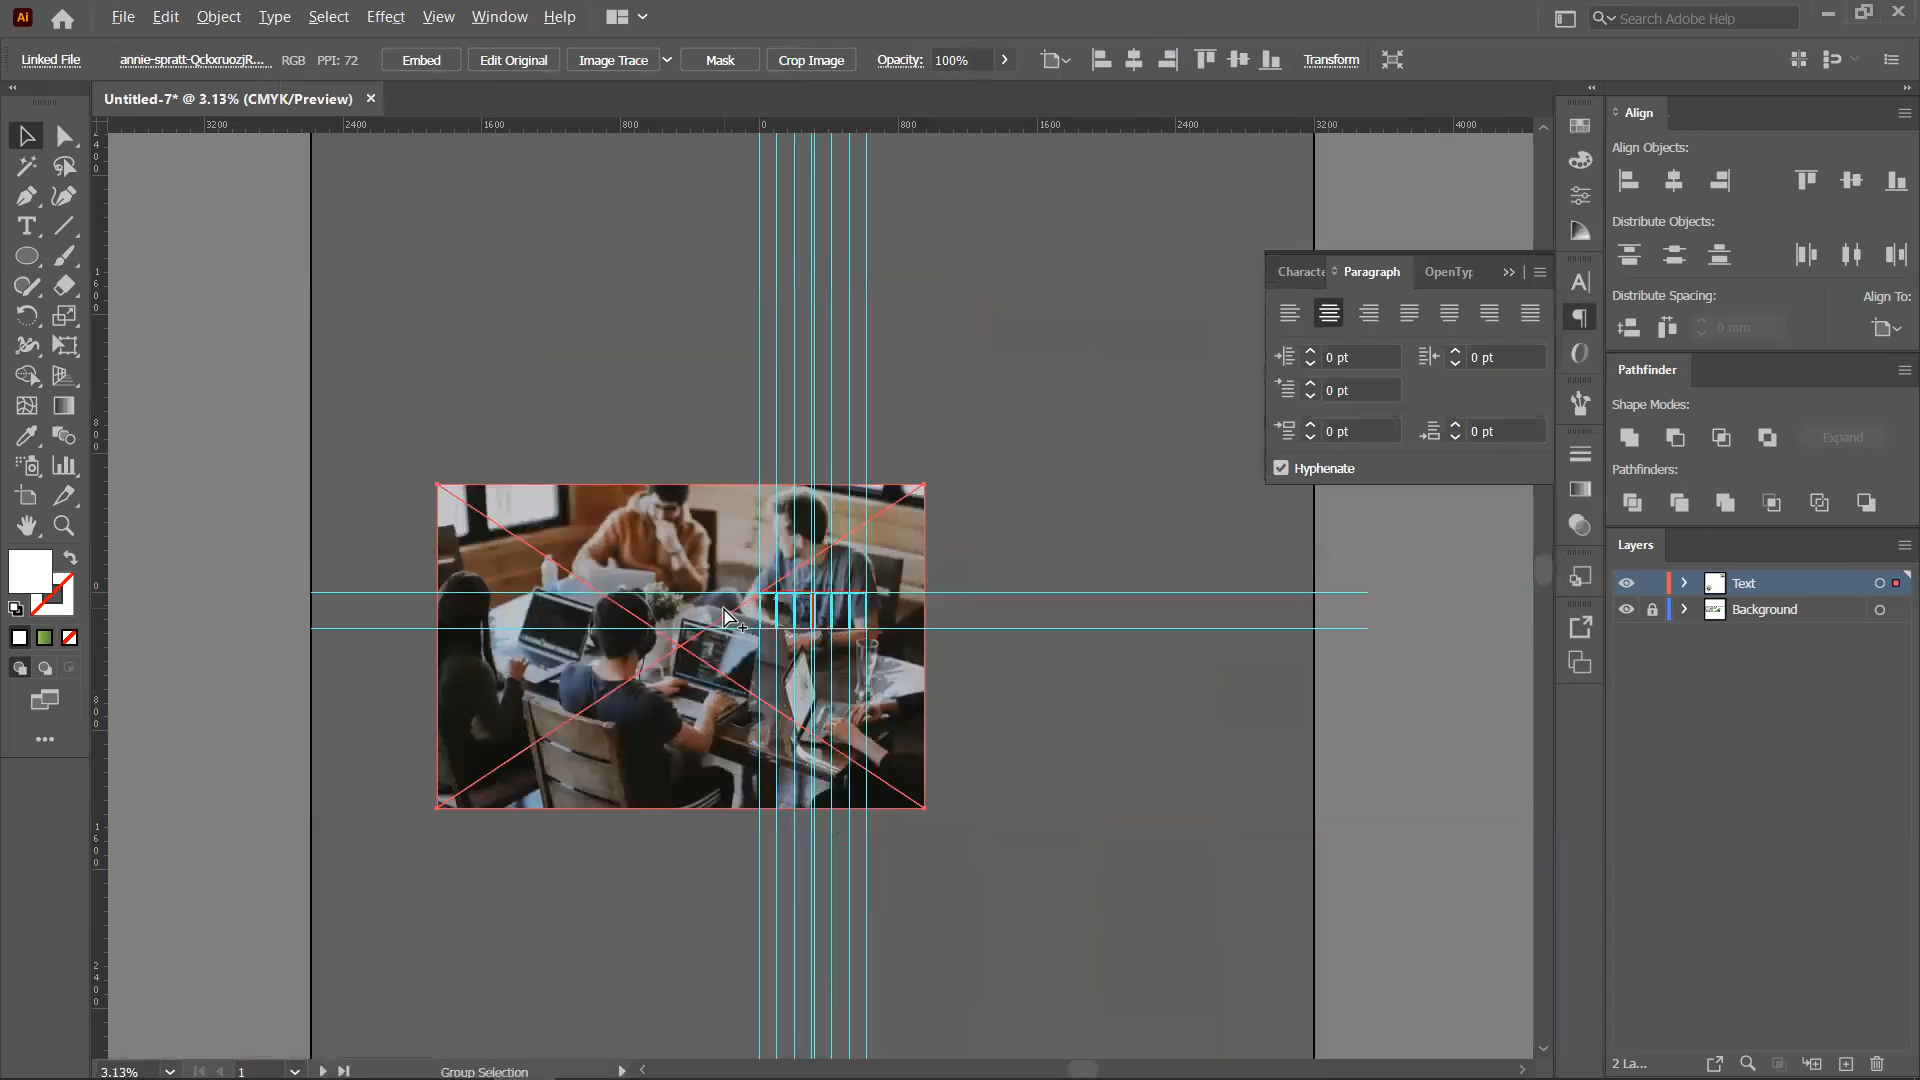 Ai File Edit Object Type Select Effect View Window Help Search Adobe Help
Linked File annie-spratt-QckxruozjR... RGB PPI: 72 Embed Edit Original Image Trace Mask Crop Image Opacity: 100% Transform
Untitled-7* @ 3.13% (CMYK/Preview)
3200 2400 1600 800 0 800 1600 2400 3200 4000
Align
Align Objects:
Distribute Objects:
Distribute Spacing: Align To:
0 mm
Characte Paragraph OpenTyp
0 pt 0 pt
0 pt
0 pt 0 pt
Hyphenate
Pathfinder
Shape Modes:
Expand
Pathfinders:
Layers
Text
Background
2 La...
3.13% 1 Group Selection